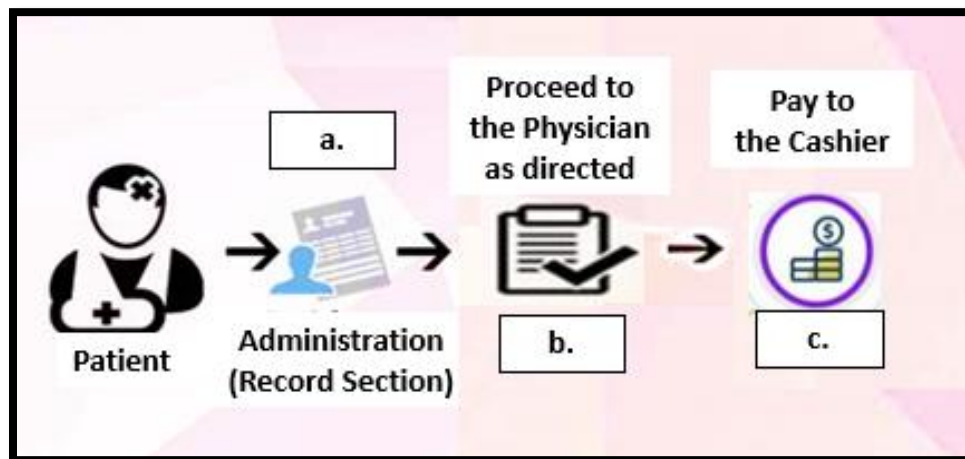 Proceed to
the Physician
as directed
Pay to
the Cashier
a.
$
Patient
Administration
(Record Section)
b.
c.